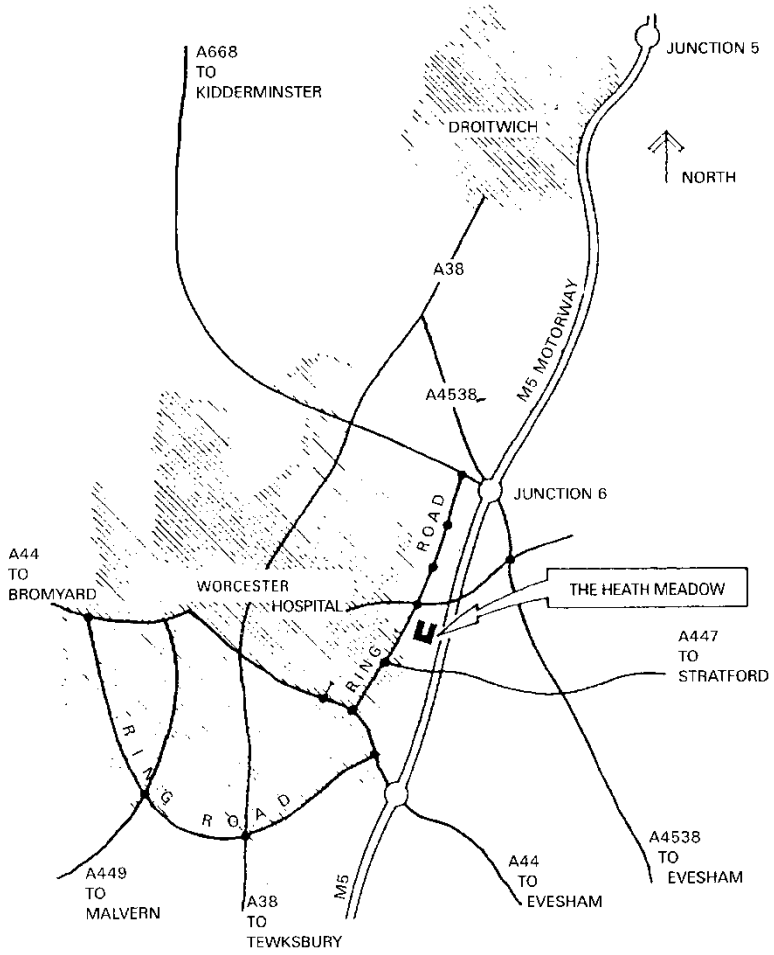 JUNCTION 5
A668
TO
KIDDERMINSTER
DROITWICH
NORTH
A38
M5 MOTORWAY
A4538
JUNCTION 6
RING ROAD
A44
TO
BROMYARD
WORCESTER
HOSPITAL
THE HEATH MEADOW
E
A447
TO
STRATFORD
RING ROAD
A4538
TO
EVESHAM
A44
TO
EVESHAM
M5
A449
TO
MALVERN
A38
TO
TEWKSBURY